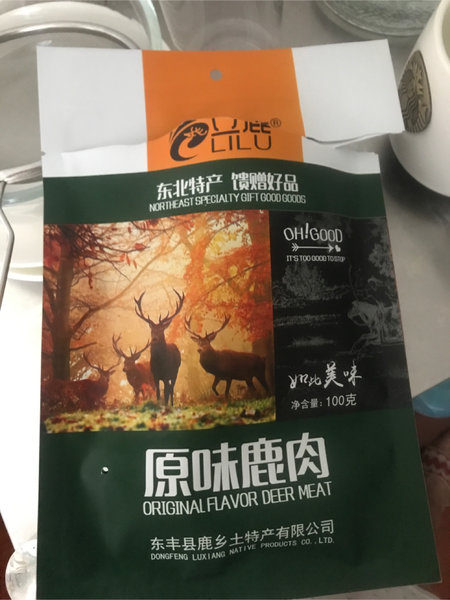 LILU
东北特产 馈赠好品
NORTHEAST SPECIALTY GIFT GOOD GOODS
OH!GOOD
IT'S TOO GOOD TO STOP
如此美味
净含量:100克
原味鹿肉
ORIGINAL FLAVOR DEER MEAT
东丰县鹿乡土特产有限公司
DONGFENG LUXIANG NATIVE PRODUCTS CO.,LTD.